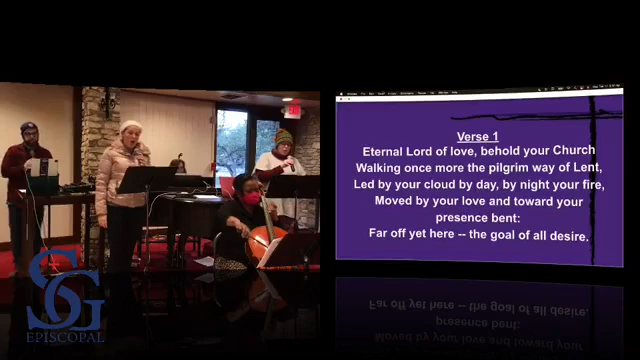 Verse 1
Eternal Lord of love, behold your Church
Walking once more the pilgrim way of Lent,
Led by your cloud by day, by night your fire,
Moved by your love and toward your
presence bent:
Far off yet here -- the goal of all desire.
EXIT
SG
EPISCOPAL